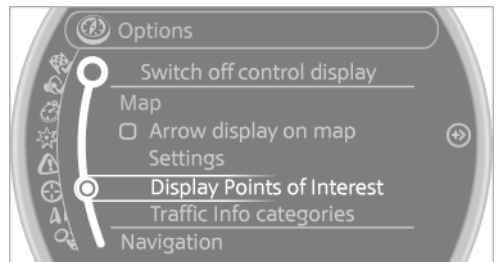 Options
Switch off control display
Map
Arrow display on map
Settings
Display Points of Interest
Traffic Info categories
Navigation